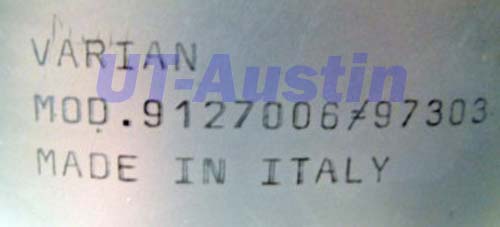 VARIAN
UT-Austin
MOD.9127006/97303
MADE IN ITALY